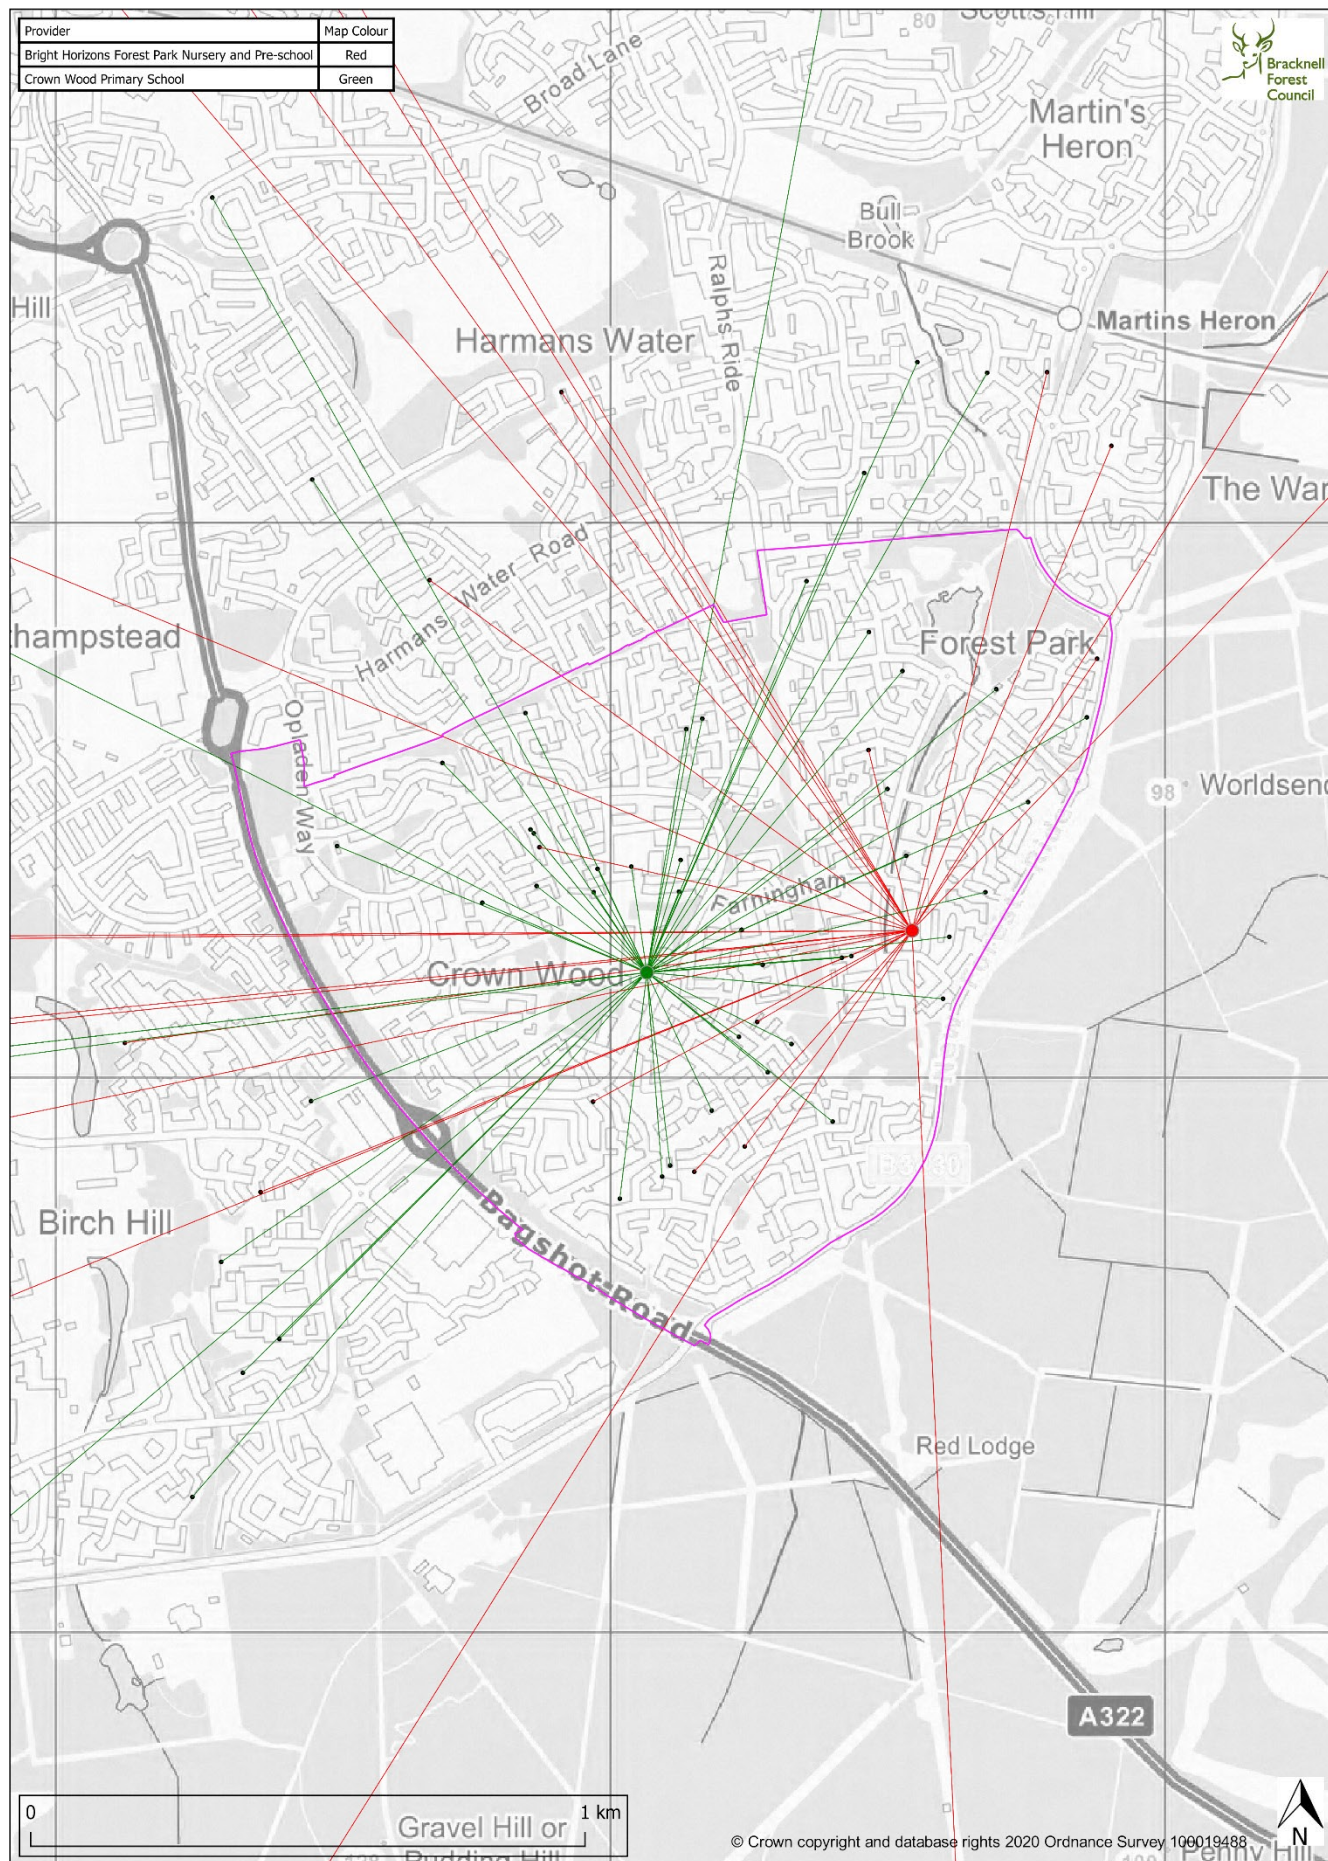 Provider Map Colour
Bright Horizons Forest Park Nursery and Pre-school Red
Crown Wood Primary School Green
Bracknell
Forest
Council
80
Broad Lane
Martin's
Heron
Bull
Brook
Ralphs Ride
Hill
Harmans Water
Martins Heron
The War
Harmans Water Road
Forest Park
hampstead
Opladen Way
98
Worldsend
Farningham
Crown Wood
Birch Hill
Bagshot Road
Red Lodge
A322
0 1 km
Gravel Hill or
© Crown copyright and database rights 2020 Ordnance Survey 100019488
N
Penny Hill